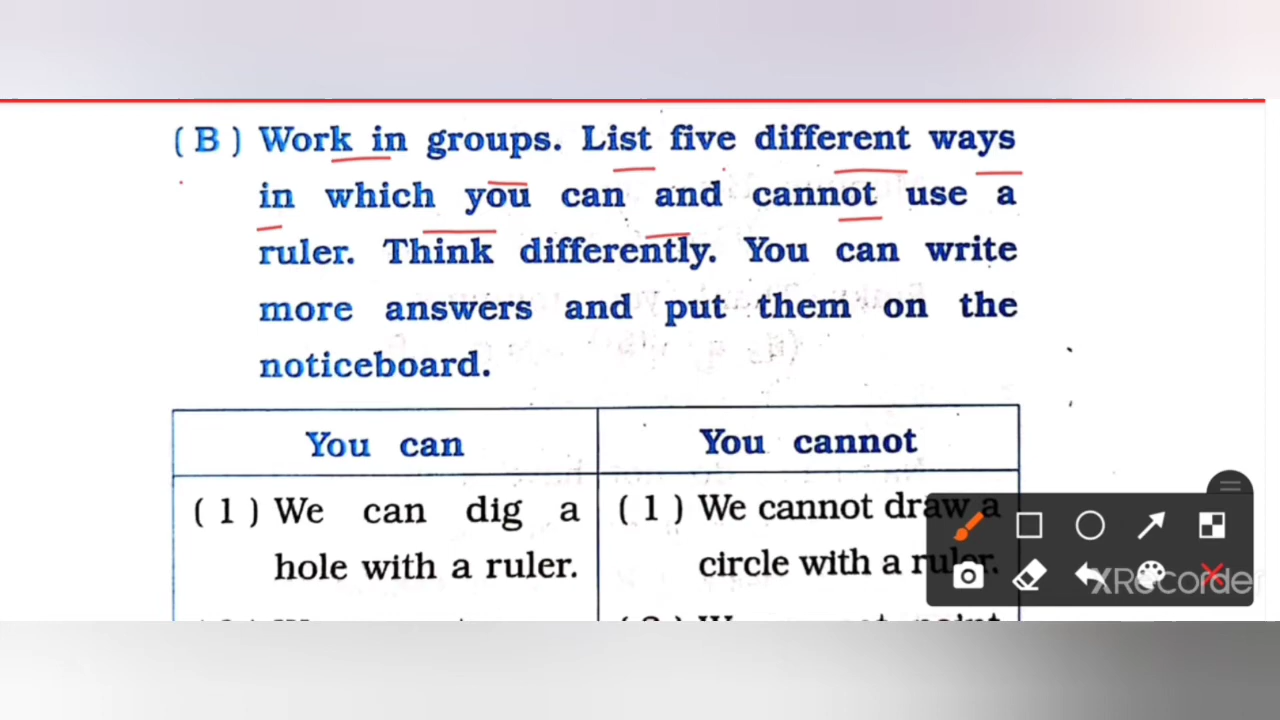 ( B ) Work in groups. List five different ways
in which you can and cannot use a
ruler. Think differently. You can write
more answers and put them on the
noticeboard.
You can
You cannot
( 1 ) We can dig a
hole with a ruler.
( 1 ) We cannot draw a
circle with a ruler.
XRecorder